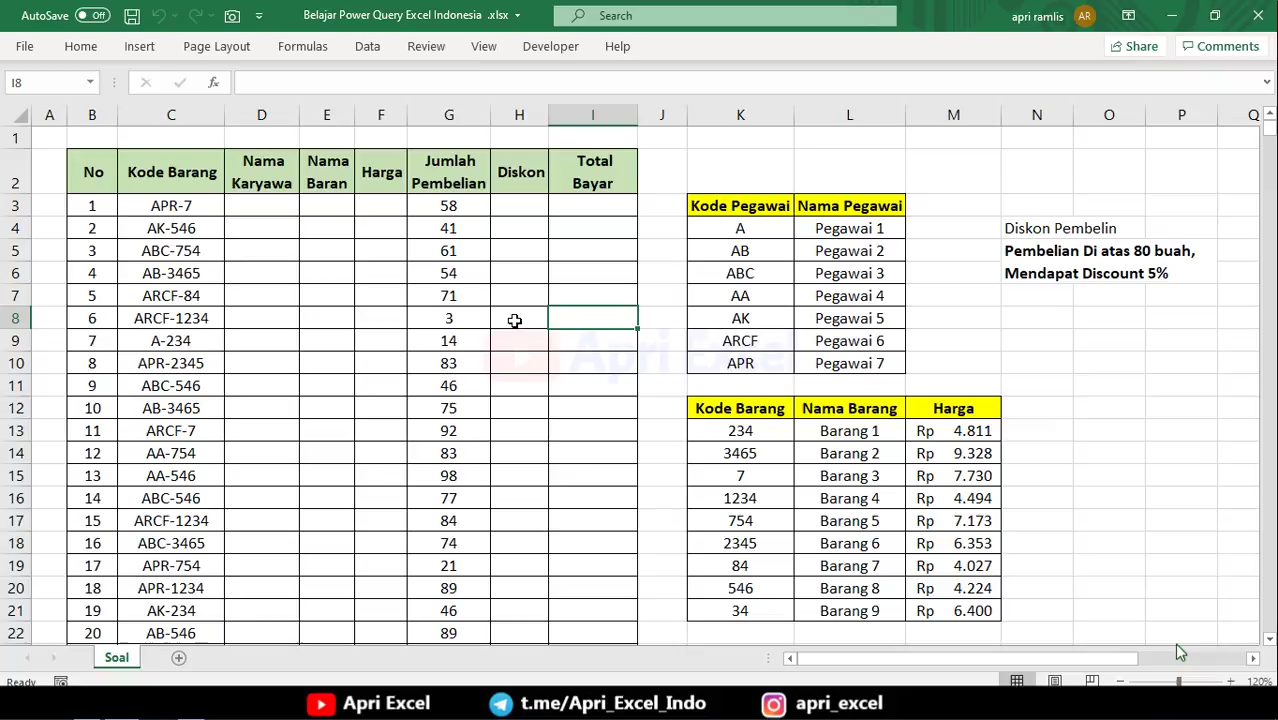 AutoSave Off Belajar Power Query Excel Indonesia .xlsx Search apri ramlis AR
File Home Insert Page Layout Formulas Data Review View Developer Help Share Comments
I8 fx
A B C D E F G H I J K L M N O P Q
1
2 No Kode Barang Nama Karyawa Nama Baran Harga Jumlah Pembelian Diskon Total Bayar
3 1 APR-7 58 Kode Pegawai Nama Pegawai
4 2 AK-546 41 A Pegawai 1 Diskon Pembelin
5 3 ABC-754 61 AB Pegawai 2 Pembelian Di atas 80 buah,
6 4 AB-3465 54 ABC Pegawai 3 Mendapat Discount 5%
7 5 ARCF-84 71 AA Pegawai 4
8 6 ARCF-1234 3 AK Pegawai 5
9 7 A-234 14 ARCF Pegawai 6
Apri Excel
10 8 APR-2345 83 APR Pegawai 7
11 9 ABC-546 46
12 10 AB-3465 75 Kode Barang Nama Barang Harga
13 11 ARCF-7 92 234 Barang 1 Rp 4.811
14 12 AA-754 83 3465 Barang 2 Rp 9.328
15 13 AA-546 98 7 Barang 3 Rp 7.730
16 14 ABC-546 77 1234 Barang 4 Rp 4.494
17 15 ARCF-1234 84 754 Barang 5 Rp 7.173
18 16 ABC-3465 74 2345 Barang 6 Rp 6.353
19 17 APR-754 21 84 Barang 7 Rp 4.027
20 18 APR-1234 89 546 Barang 8 Rp 4.224
21 19 AK-234 46 34 Barang 9 Rp 6.400
22 20 AB-546 89
Soal
Ready 120%
Apri Excel t.me/Apri_Excel_Indo apri_excel